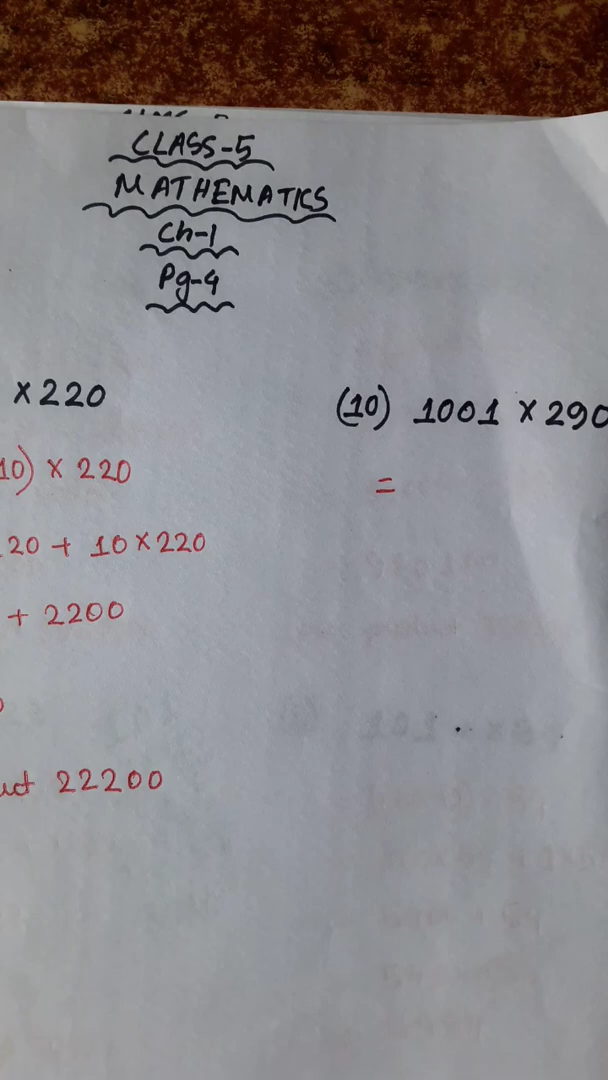 CLASS-5
MATHEMATICS
Ch-1
Pg-4
× 220
10) × 220
20 + 10 × 220
+ 2200
22200
(10) 1001 × 290
=